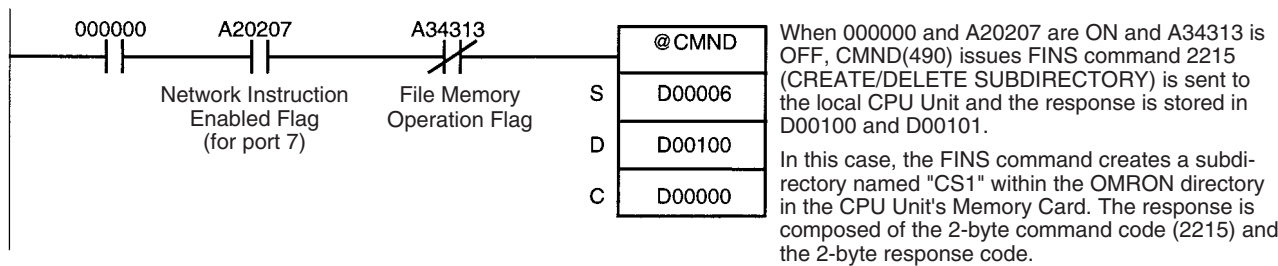 000000 A20207 A34313
@CMND
Network Instruction
Enabled Flag
(for port 7)
File Memory
Operation Flag
S D00006
D D00100
C D00000
When 000000 and A20207 are ON and A34313 is
OFF, CMND(490) issues FINS command 2215
(CREATE/DELETE SUBDIRECTORY) is sent to
the local CPU Unit and the response is stored in
D00100 and D00101.
In this case, the FINS command creates a subdi-
rectory named "CS1" within the OMRON directory
in the CPU Unit's Memory Card. The response is
composed of the 2-byte command code (2215) and
the 2-byte response code.